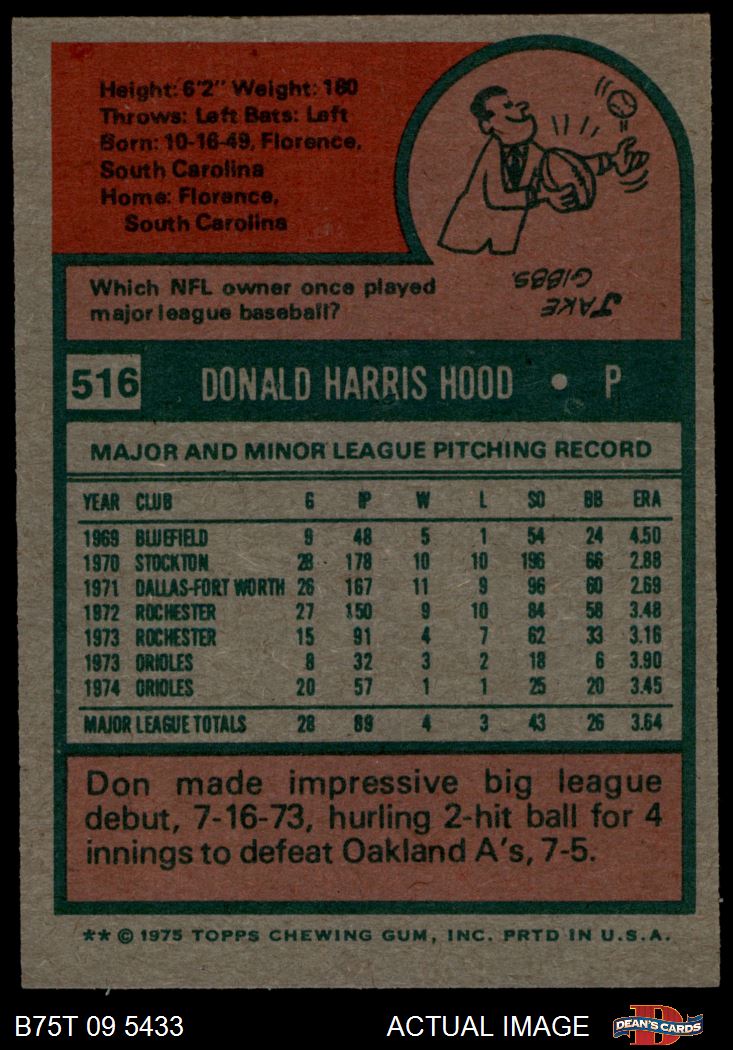 Height: 6'2" Weight: 180
Throws: Left Bats: Left
Born: 10-16-49, Florence,
South Carolina
Home: Florence,
South Carolina
Which NFL owner once played
major league baseball?
JAKE
GIBBS.
516 DONALD HARRIS HOOD • P
MAJOR AND MINOR LEAGUE PITCHING RECORD
YEAR CLUB G IP W L SO BB ERA
1969 BLUEFIELD 9 48 5 1 54 24 4.50
1970 STOCKTON 28 178 10 10 196 66 2.88
1971 DALLAS-FORT WORTH 26 167 11 9 96 60 2.69
1972 ROCHESTER 27 150 9 10 84 58 3.48
1973 ROCHESTER 15 91 4 7 62 33 3.16
1973 ORIOLES 8 32 3 2 18 6 3.90
1974 ORIOLES 20 57 1 1 25 20 3.45
MAJOR LEAGUE TOTALS 28 89 4 3 43 26 3.64
Don made impressive big league
debut, 7-16-73, hurling 2-hit ball for 4
innings to defeat Oakland A's, 7-5.
** © 1975 TOPPS CHEWING GUM, INC. PRTD IN U.S.A.
B75T 09 5433 ACTUAL IMAGE DEAN'S CARDS